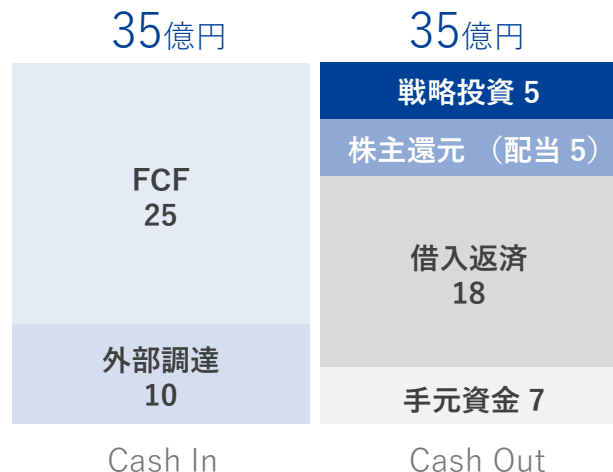 35億円
FCF
25
外部調達
10
Cash In
35億円
戦略投資 5
株主還元 （配当 5）
借入返済
18
手元資金 7
Cash Out